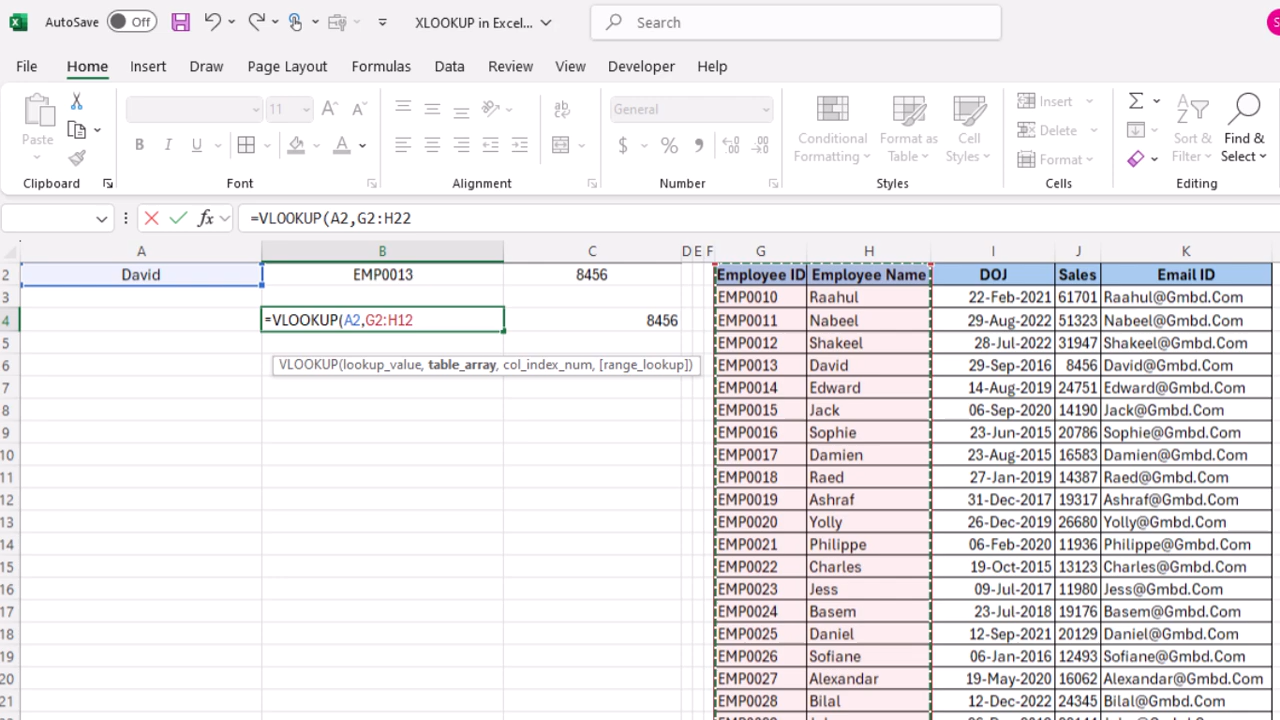 AutoSave Off XLOOKUP in Excel... Search S
File Home Insert Draw Page Layout Formulas Data Review View Developer Help
Paste 11 A A ab General Insert Σ
B I U A $ % Conditional Formatting Format as Table Cell Styles Delete Sort & Filter Find & Select
Format
Clipboard Font Alignment Number Styles Cells Editing
fx =VLOOKUP(A2,G2:H22
A B C D E F G H I J K
2 David EMP0013 8456 Employee ID Employee Name DOJ Sales Email ID
3 EMP0010 Raahul 22-Feb-2021 61701 Raahul@Gmbd.Com
4 =VLOOKUP(A2,G2:H12 8456 EMP0011 Nabeel 29-Aug-2022 51323 Nabeel@Gmbd.Com
5 EMP0012 Shakeel 28-Jul-2022 31947 Shakeel@Gmbd.Com
6 VLOOKUP(lookup_value, table_array, col_index_num, [range_lookup]) EMP0013 David 29-Sep-2016 8456 David@Gmbd.Com
7 EMP0014 Edward 14-Aug-2019 24751 Edward@Gmbd.Com
8 EMP0015 Jack 06-Sep-2020 14190 Jack@Gmbd.Com
9 EMP0016 Sophie 23-Jun-2015 20786 Sophie@Gmbd.Com
10 EMP0017 Damien 23-Aug-2015 16583 Damien@Gmbd.Com
11 EMP0018 Raed 27-Jan-2019 14387 Raed@Gmbd.Com
12 EMP0019 Ashraf 31-Dec-2017 19317 Ashraf@Gmbd.Com
13 EMP0020 Yolly 26-Dec-2019 26680 Yolly@Gmbd.Com
14 EMP0021 Philippe 06-Feb-2020 11936 Philippe@Gmbd.Com
15 EMP0022 Charles 19-Oct-2015 13123 Charles@Gmbd.Com
16 EMP0023 Jess 09-Jul-2017 11980 Jess@Gmbd.Com
17 EMP0024 Basem 23-Jul-2018 19176 Basem@Gmbd.Com
18 EMP0025 Daniel 12-Sep-2021 20129 Daniel@Gmbd.Com
19 EMP0026 Sofiane 06-Jan-2016 12493 Sofiane@Gmbd.Com
20 EMP0027 Alexandar 19-May-2020 16062 Alexandar@Gmbd.Com
21 EMP0028 Bilal 12-Dec-2022 24345 Bilal@Gmbd.Com